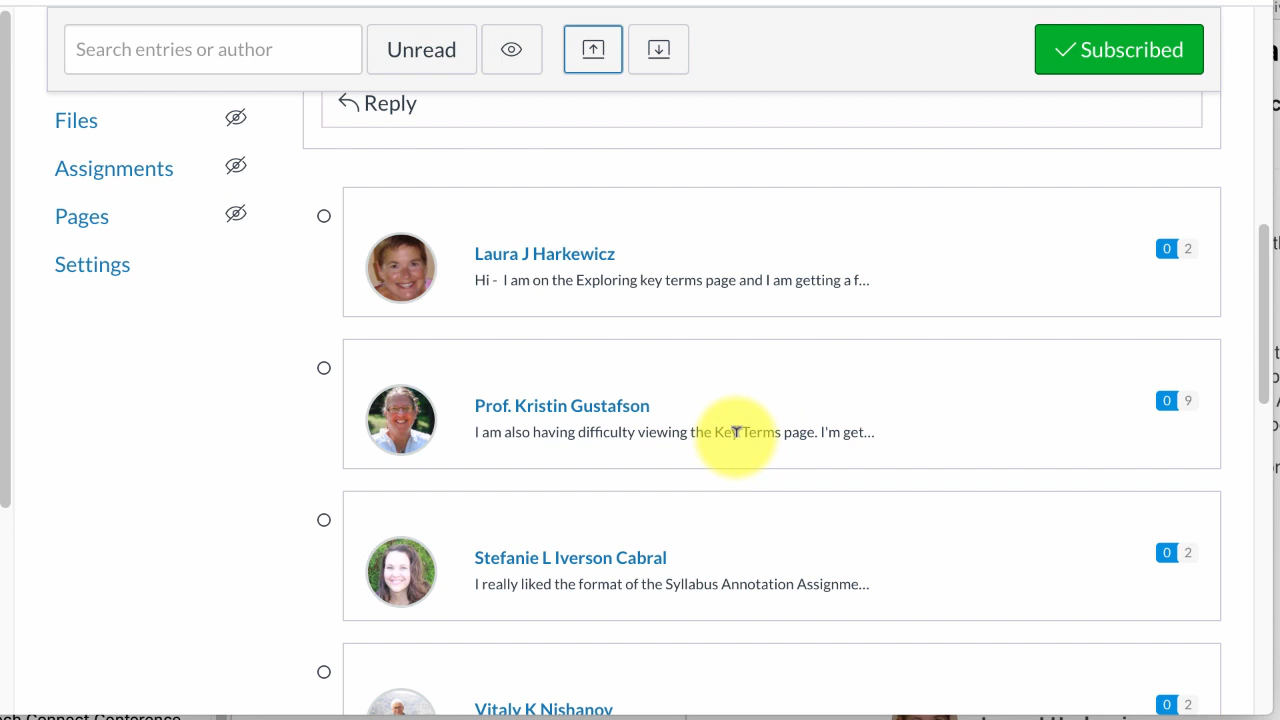 Search entries or author
Unread
Subscribed
Reply
Files
Assignments
Pages
Settings
Laura J Harkewicz
0 2
Hi - I am on the Exploring key terms page and I am getting a f...
Prof. Kristin Gustafson
0 9
I am also having difficulty viewing the Key Terms page. I'm get...
Stefanie L Iverson Cabral
0 2
I really liked the format of the Syllabus Annotation Assignme...
Vitaly K Nishanov
0 2
Connect Conference